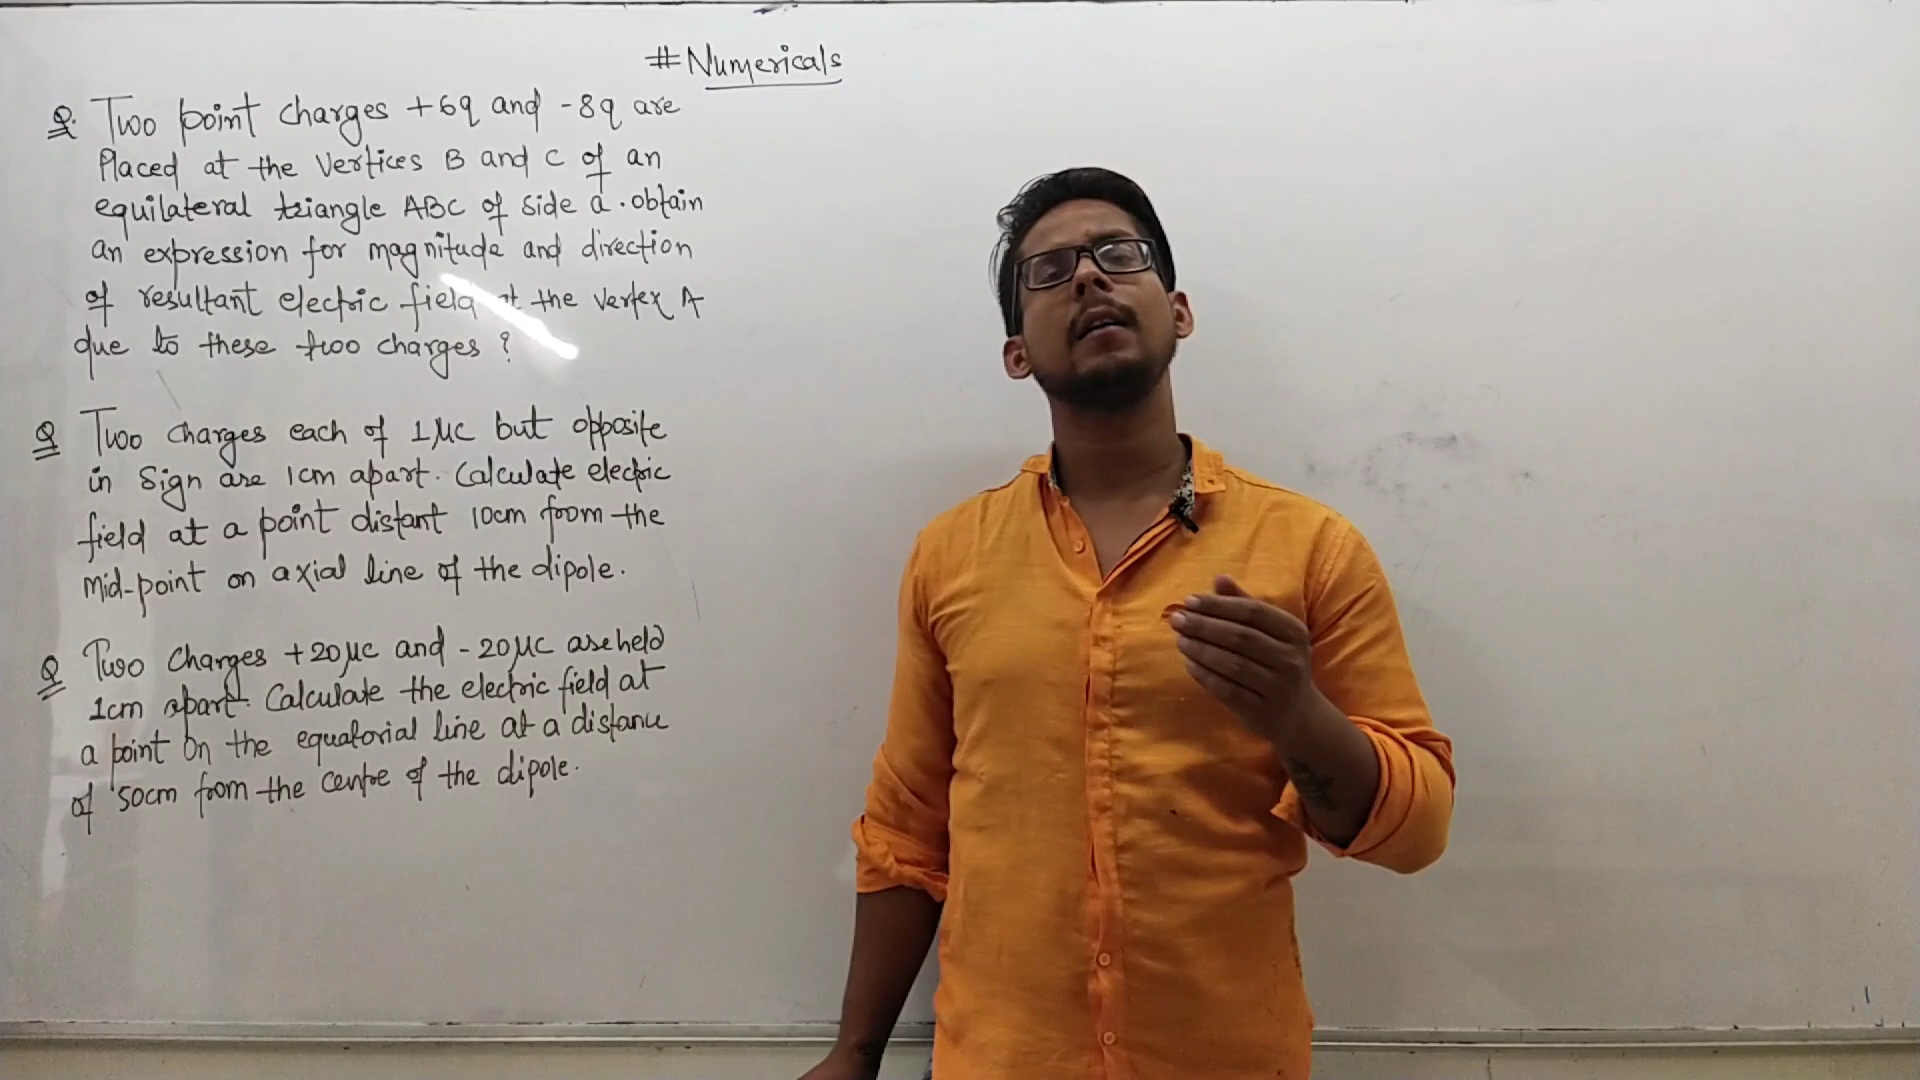 #Numericals
Q. Two point charges +6q and -8q are
Placed at the Vertices B and C of an
equilateral triangle ABC of side a. obtain
an expression for magnitude and direction
of resultant electric field at the vertex A
due to these two charges ?
Q Two charges each of 1μC but opposite
in Sign are 1cm apart. Calculate electric
field at a point distant 10cm from the
Mid-point on axial line of the dipole.
Q Two Charges +20μC and -20μC are held
1cm apart. Calculate the electric field at
a point on the equatorial line at a distance
of 50cm from the centre of the dipole.